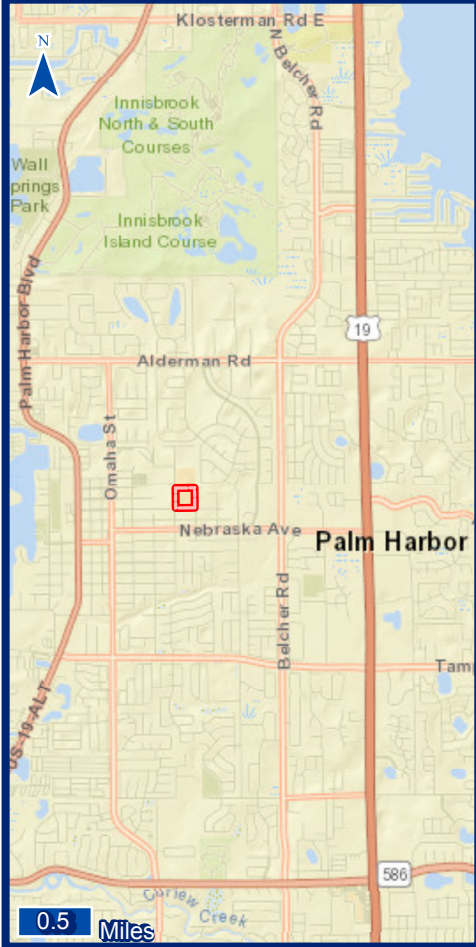 Klosterman Rd E
N
N Belcher Rd
Innisbrook
North & South
Courses
Wall
prings
Park
Innisbrook
Island Course
Palm Harbor Blvd
19
Alderman Rd
Omaha St
Nebraska Ave
Palm Harbor
Belcher Rd
Tam
US-19-ALT
586
Curlew
Creek
0.5
Miles